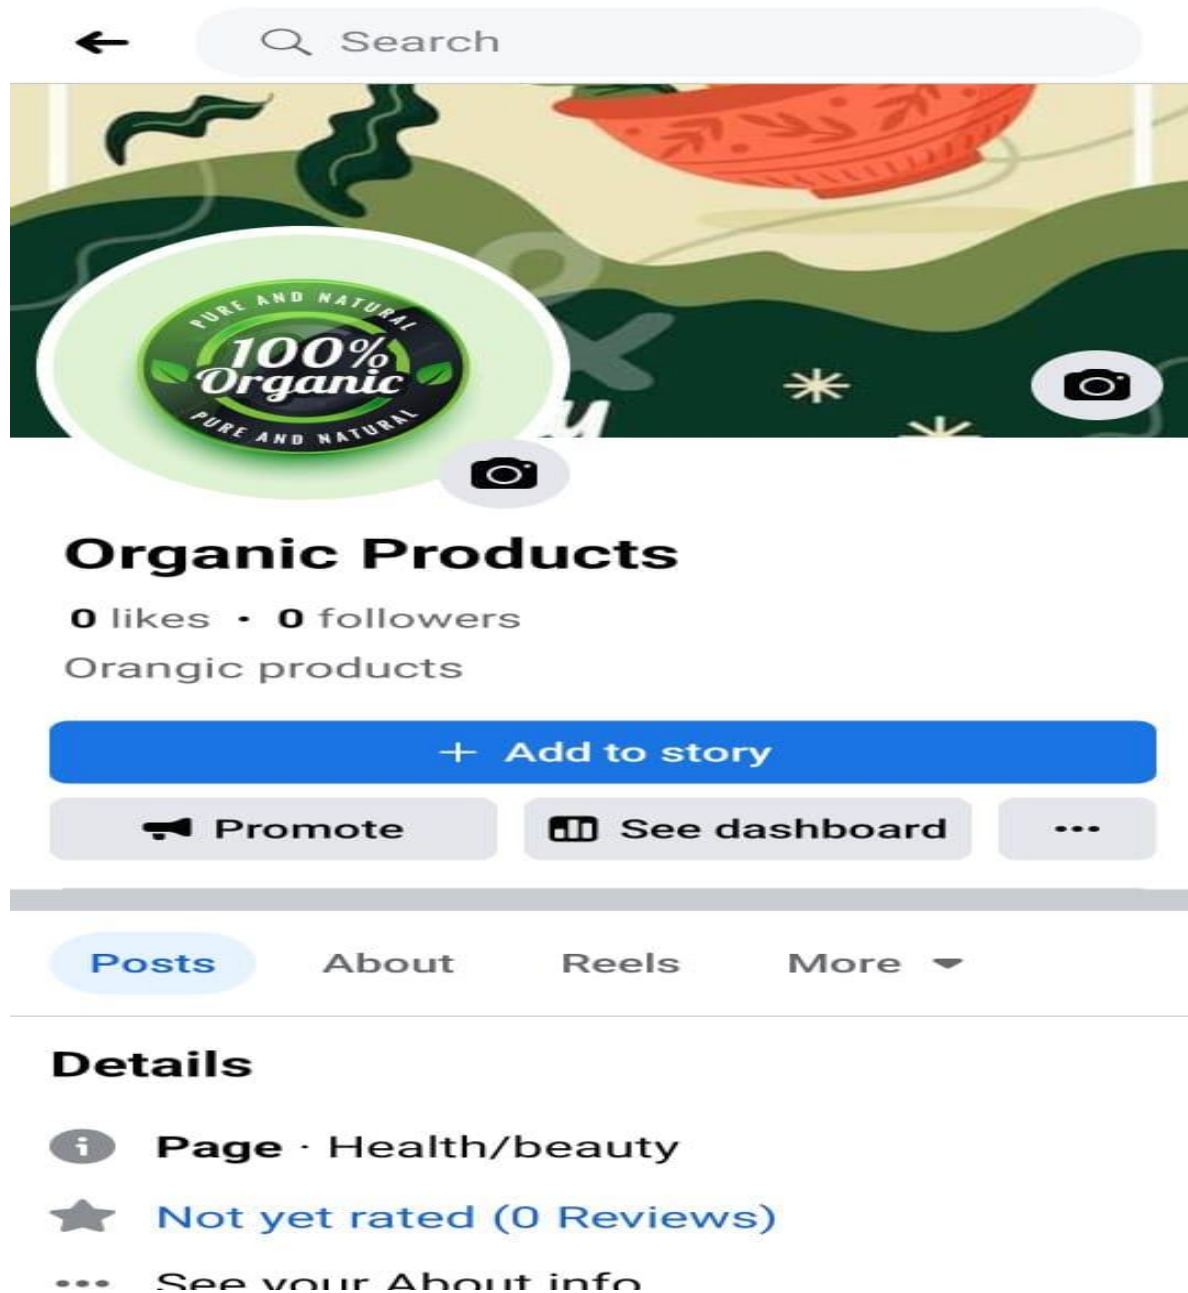 Search
PURE AND NATURAL
100%
Organic
PURE AND NATURAL
Organic Products
0 likes · 0 followers
Orangic products
+ Add to story
Promote
See dashboard
Posts About Reels More
Details
Page · Health/beauty
Not yet rated (0 Reviews)
See your About info